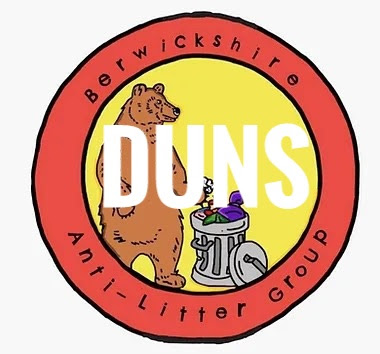 Berwickshire
DUNS
Anti-Litter Group